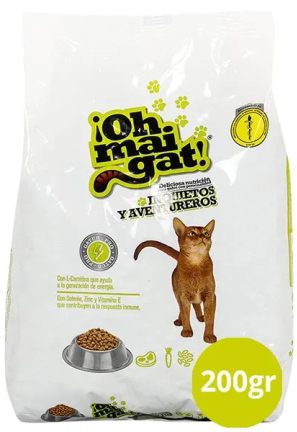 ¡Oh
mai
gat!
Deliciosa nutrición
INQUIETOS
Y AVENTUREROS
Con L-Carnitina que ayuda
a la generación de energía.
Con Selenio, Zinc y Vitamina E
que contribuyen a la respuesta inmune.
200gr